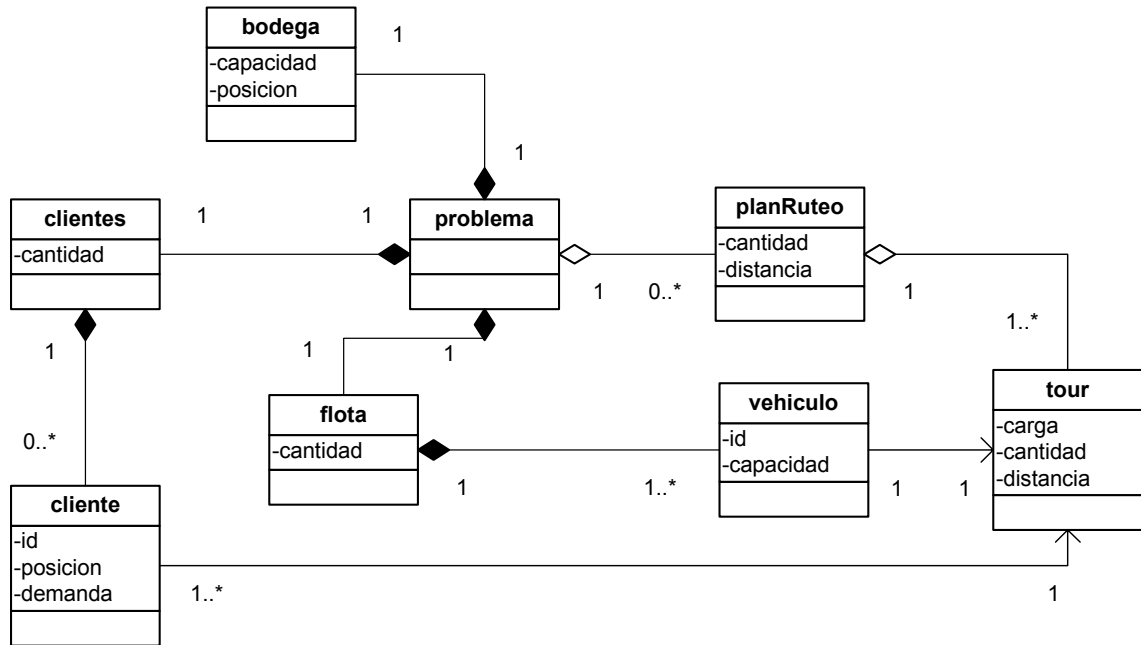 bodega
-capacidad
-posicion
1
1
clientes
-cantidad
1
1
problema
planRuteo
-cantidad
-distancia
1
0..*
1
1..*
1
0..*
1
1
flota
-cantidad
1
1..*
vehiculo
-id
-capacidad
1
1
tour
-carga
-cantidad
-distancia
cliente
-id
-posicion
-demanda
1..*
1